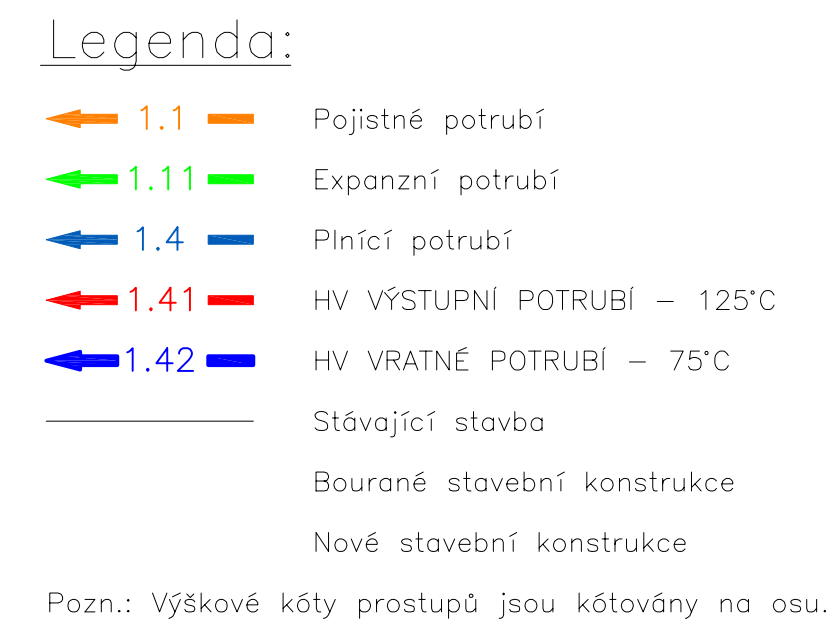 Legenda:
1.1 Pojistné potrubí
1.11 Expanzní potrubí
1.4 Plnící potrubí
1.41 HV VÝSTUPNÍ POTRUBÍ – 125°C
1.42 HV VRATNÉ POTRUBÍ – 75°C
Stávající stavba
Bourané stavební konstrukce
Nové stavební konstrukce
Pozn.: Výškové kóty prostupů jsou kótovány na osu.